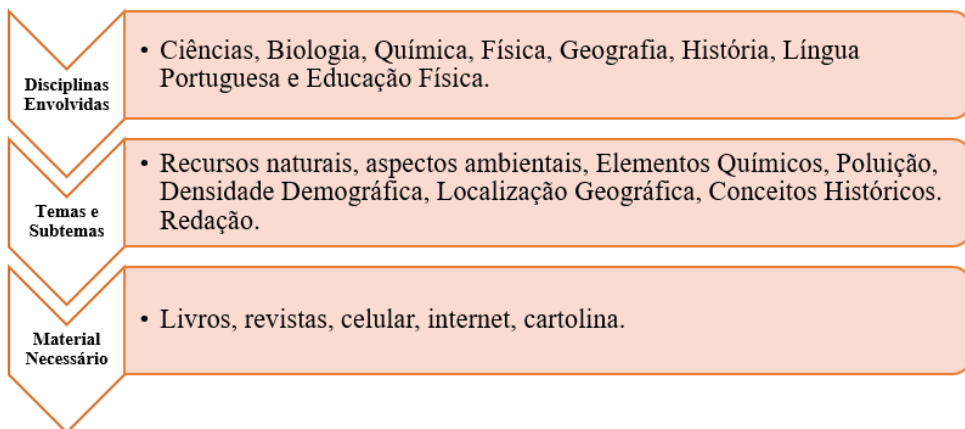 Disciplinas
Envolvidas
• Ciências, Biologia, Química, Física, Geografia, História, Língua
Portuguesa e Educação Física.
Temas e
Subtemas
• Recursos naturais, aspectos ambientais, Elementos Químicos, Poluição,
Densidade Demográfica, Localização Geográfica, Conceitos Históricos.
Redação.
Material
Necessário
• Livros, revistas, celular, internet, cartolina.